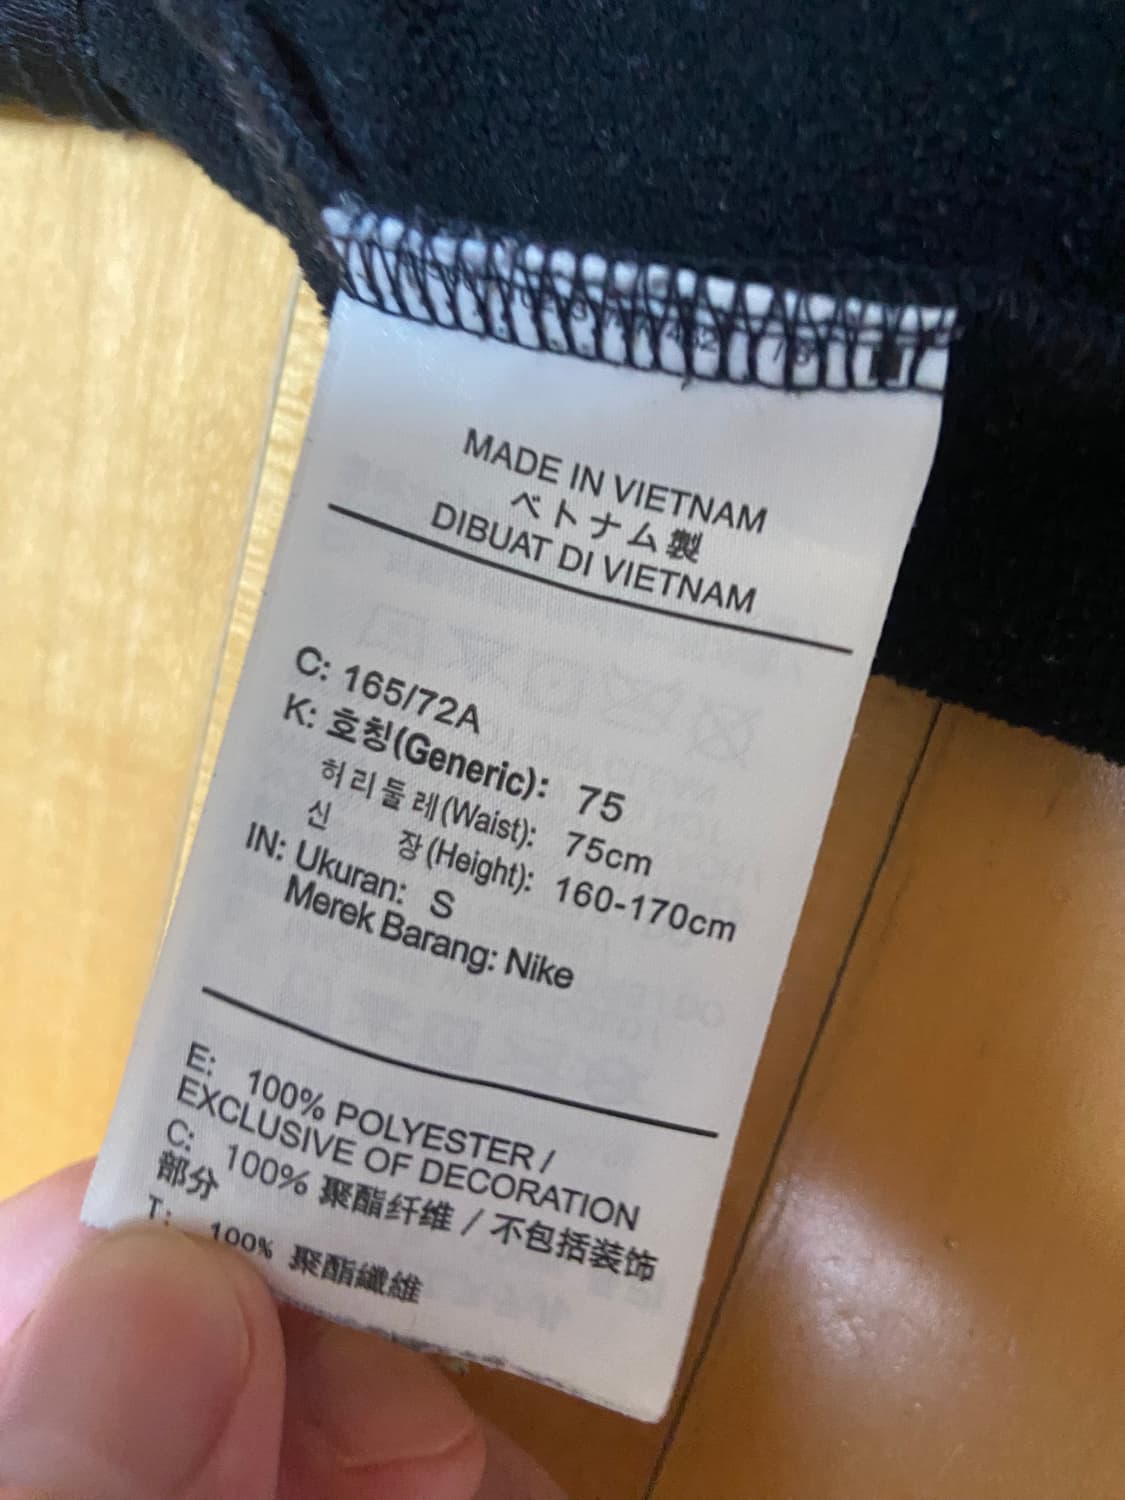 MADE IN VIETNAM
ベトナム製
DIBUAT DI VIETNAM
C: 165/72A
K: 호칭(Generic): 75
허리둘레(Waist): 75cm
신 장(Height): 160-170cm
IN: Ukuran: S
Merek Barang: Nike
E: 100% POLYESTER /
EXCLUSIVE OF DECORATION
C: 100% 聚酯纤维 / 不包括装饰
部分
T: 100% 聚酯纖維